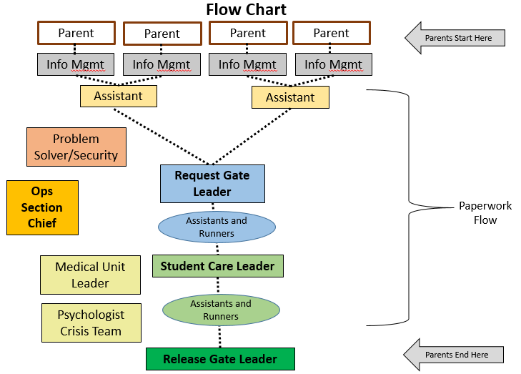 Flow Chart
Parent
Parent
Parent
Parent
Parents Start Here
Info Mgmt
Info Mgmt
Info Mgmt
Info Mgmt
Assistant
Assistant
Problem
Solver/Security
Request Gate
Leader
Ops
Section
Chief
Paperwork
Flow
Assistants and
Runners
Medical Unit
Leader
Student Care Leader
Psychologist
Crisis Team
Assistants and
Runners
Release Gate Leader
Parents End Here